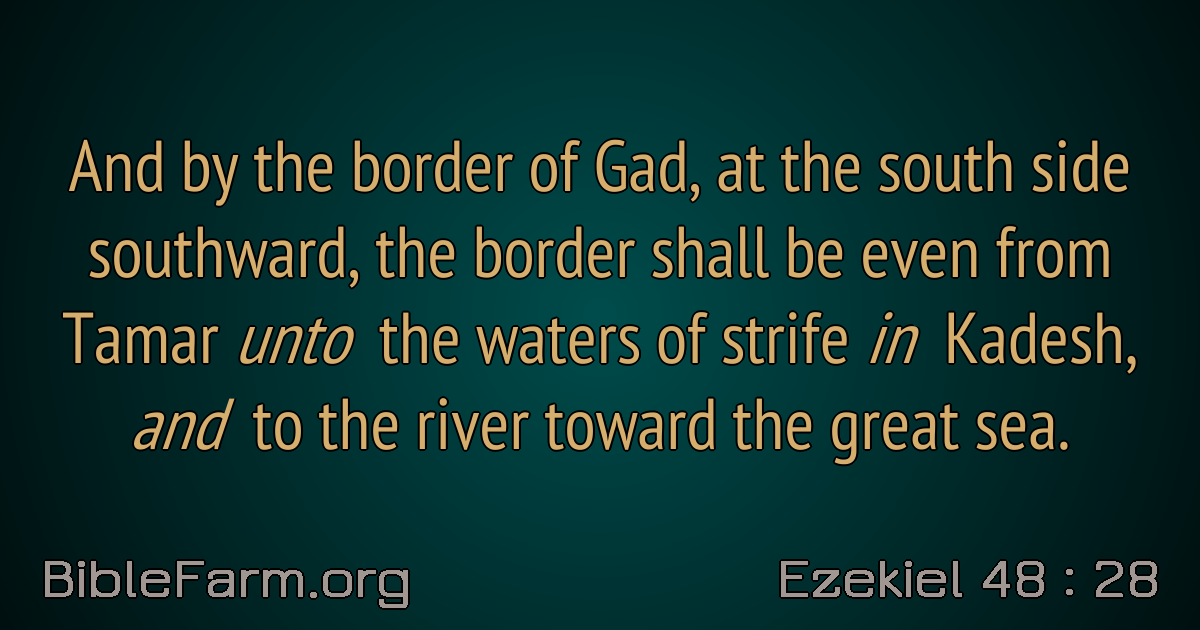 And by the border of Gad, at the south side
southward, the border shall be even from
Tamar unto the waters of strife in Kadesh,
and to the river toward the great sea.
BibleFarm.org
Ezekiel 48 : 28